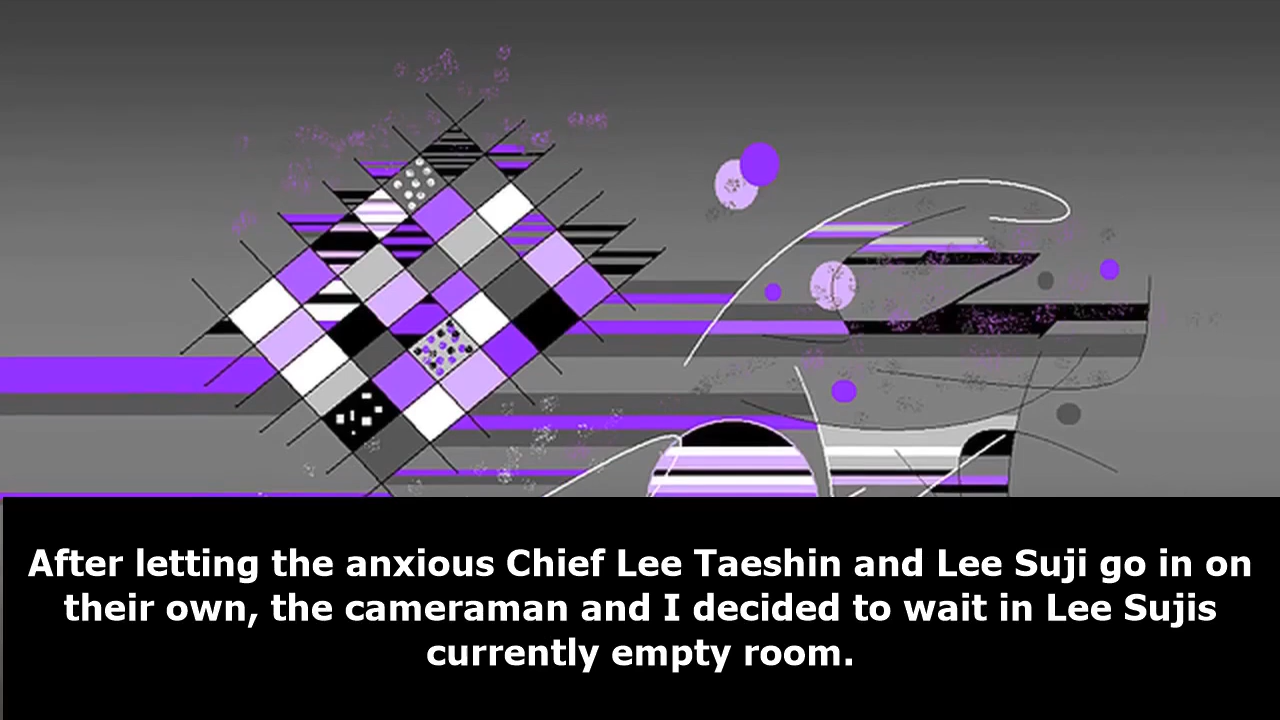 After letting the anxious Chief Lee Taeshin and Lee Suji go in on
their own, the cameraman and I decided to wait in Lee Sujis
currently empty room.